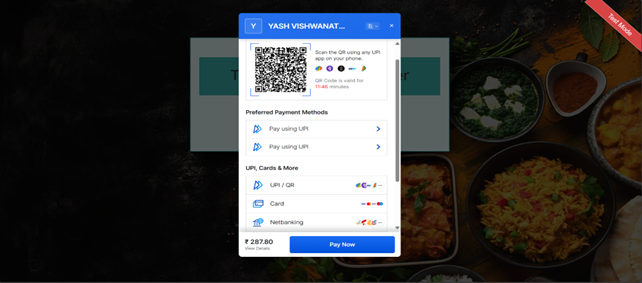 Test Mode
Y YASH VISHWANAT...
Scan the QR using any UPI
app on your phone.
QR Code is valid for
11:46 minutes
Preferred Payment Methods
Pay using UPI
Pay using UPI
UPI, Cards & More
UPI / QR
Card
Netbanking
₹ 287.80
View Details
Pay Now